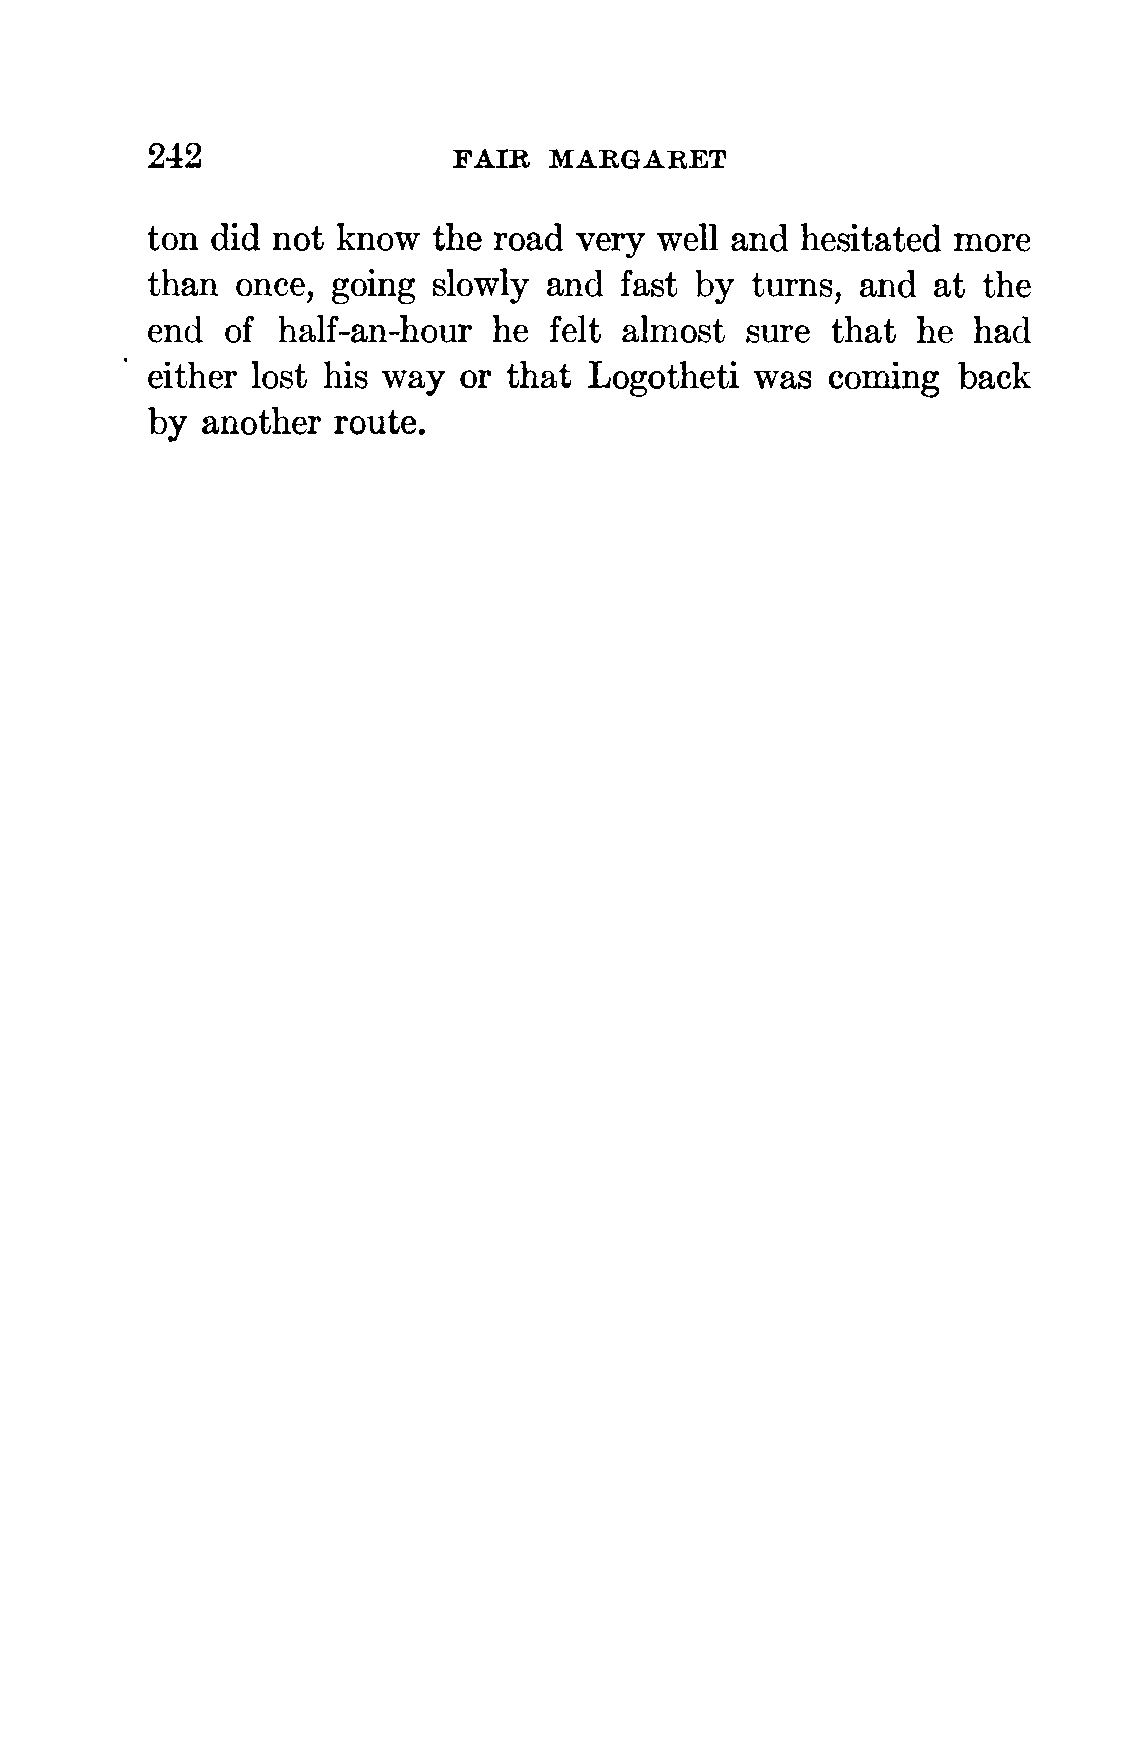 242 FAIR MARGARET
ton did not know the road very well and hesitated more
than once, going slowly and fast by turns, and at the
end of half-an-hour he felt almost sure that he had
either lost his way or that Logotheti was coming back
by another route.